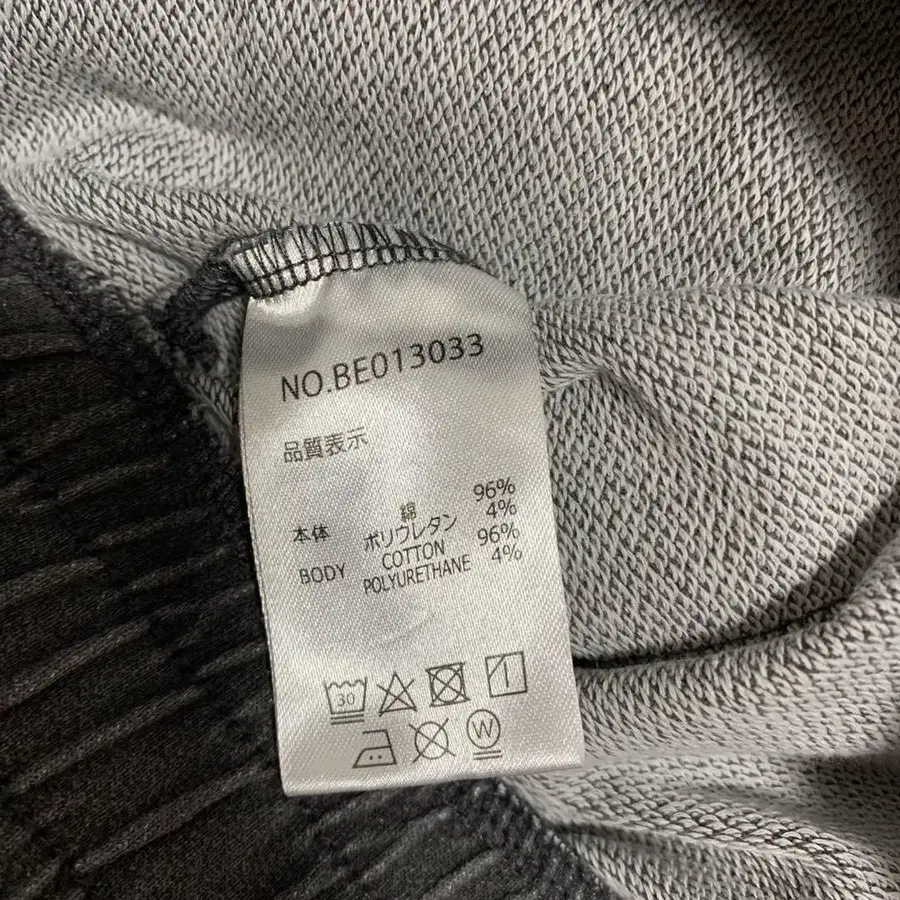 NO.BE013033
品質表示
本体 綿 96%
ポリウレタン 4%
BODY COTTON 96%
POLYURETHANE 4%
30
W